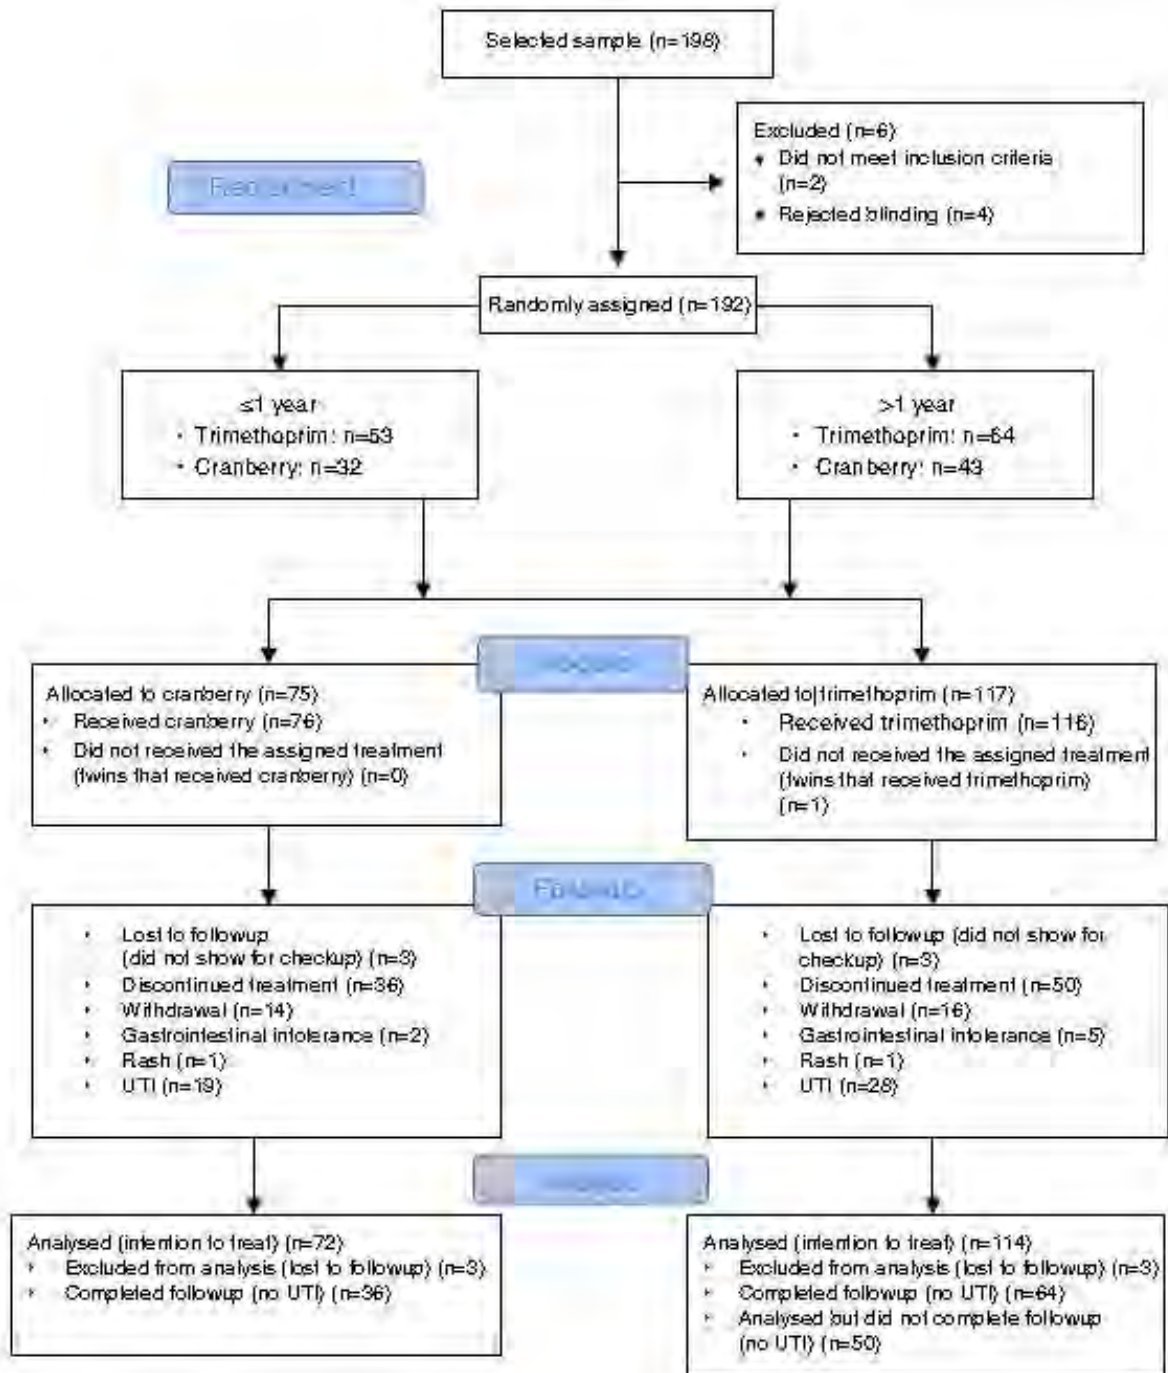 Selected sample (n=198)
Excluded (n=6)
• Did not meet inclusion criteria
(n=2)
• Rejected blinding (n=4)
Randomly assigned (n=192)
≤1 year
• Trimethoprim: n=53
• Cranberry: n=32
>1 year
• Trimethoprim: n=64
• Cranberry: n=43
Allocated to cranberry (n=75)
• Received cranberry (n=76)
• Did not received the assigned treatment
(twins that received cranberry) (n=0)
Allocated to trimethoprim (n=117)
• Received trimethoprim (n=116)
• Did not received the assigned treatment
(twins that received trimethoprim)
(n=1)
• Lost to followup
(did not show for checkup) (n=3)
• Discontinued treatment (n=36)
• Withdrawal (n=14)
• Gastrointestinal intolerance (n=2)
• Rash (n=1)
• UTI (n=19)
• Lost to followup (did not show for
checkup) (n=3)
• Discontinued treatment (n=50)
• Withdrawal (n=16)
• Gastrointestinal intolerance (n=5)
• Rash (n=1)
• UTI (n=28)
Analysed (intention to treat) (n=72)
• Excluded from analysis (lost to followup) (n=3)
• Completed followup (no UTI) (n=36)
Analysed (intention to treat) (n=114)
• Excluded from analysis (lost to followup) (n=3)
• Completed followup (no UTI) (n=64)
• Analysed but did not complete followup
(no UTI) (n=50)